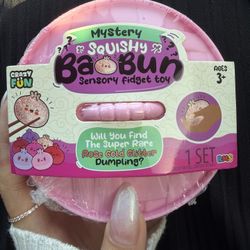 Mystery
SQUISHY
BaoBun
sensory fidget toy
CRAZY
FUN
AGES
3+
Will You Find
The Super Rare
Rose Gold Glitter
Dumpling?
1 SET